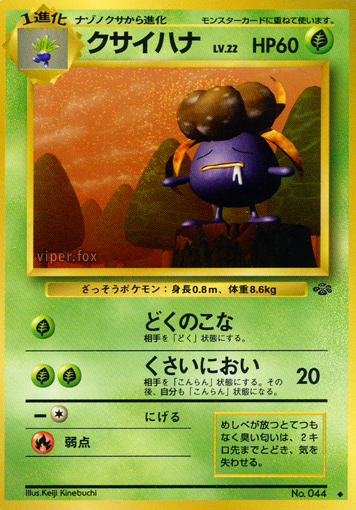 1進化
ナゾノクサから進化
モンスターカードに重ねて使います。
クサイハナ LV.22 HP60
viper.fox
ざっそうポケモン:身長0.8m、体重8.6kg
どくのこな
相手を「どく」状態にする。
くさいにおい 20
相手を「こんらん」状態にする。その
後、自分も「こんらん」状態になる。
にげる
弱点
めしべが放つとてつも
なく臭い匂いは、2キ
ロ先までとどき、気を
失わせる。
Illus.Keiji Kinebuchi
No. 044